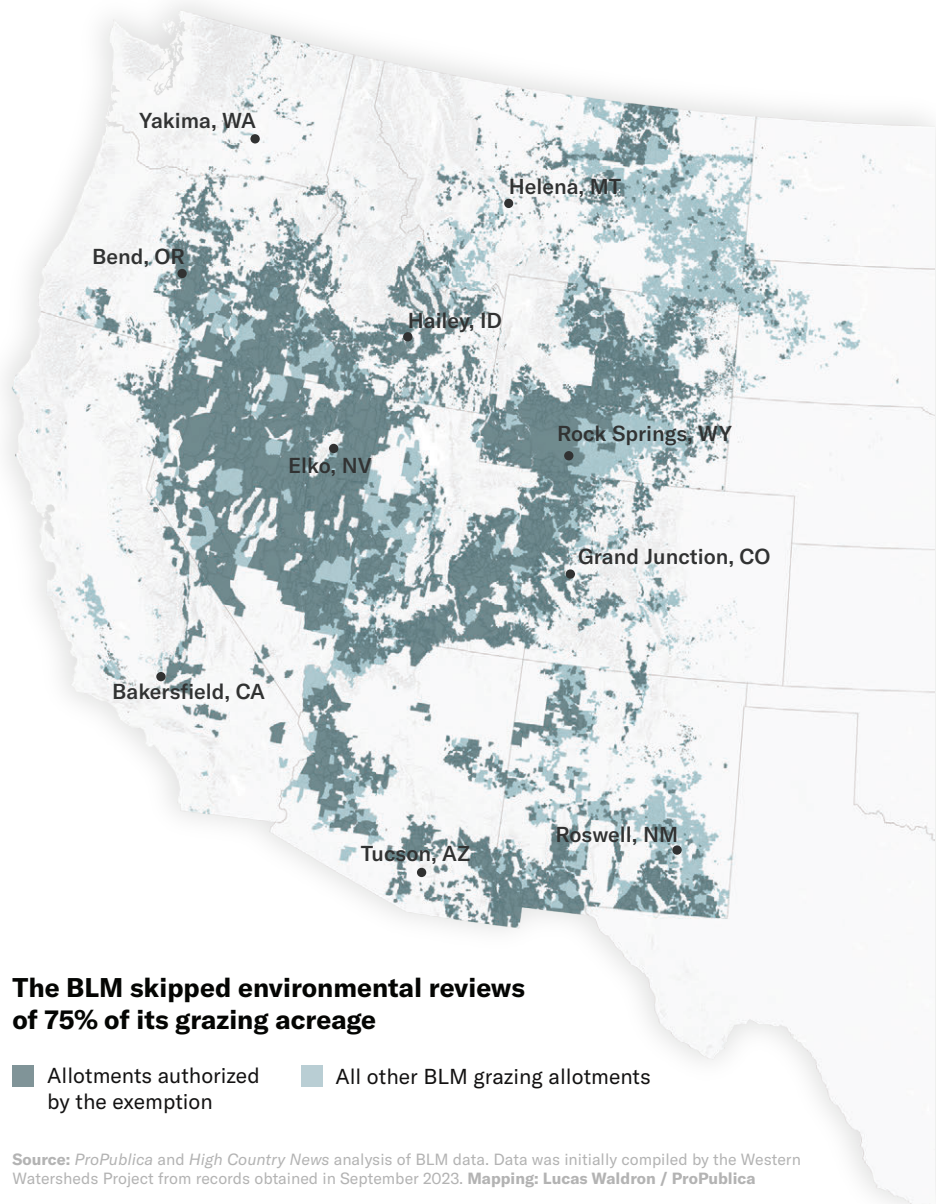 Yakima, WA
Helena, MT
Bend, OR
Hailey, ID
Rock Springs, WY
Elko, NV
Grand Junction, CO
Bakersfield, CA
Roswell, NM
Tucson, AZ
The BLM skipped environmental reviews
of 75% of its grazing acreage
Allotments authorized
by the exemption
All other BLM grazing allotments
Source: ProPublica and High Country News analysis of BLM data. Data was initially compiled by the Western
Watersheds Project from records obtained in September 2023. Mapping: Lucas Waldron / ProPublica